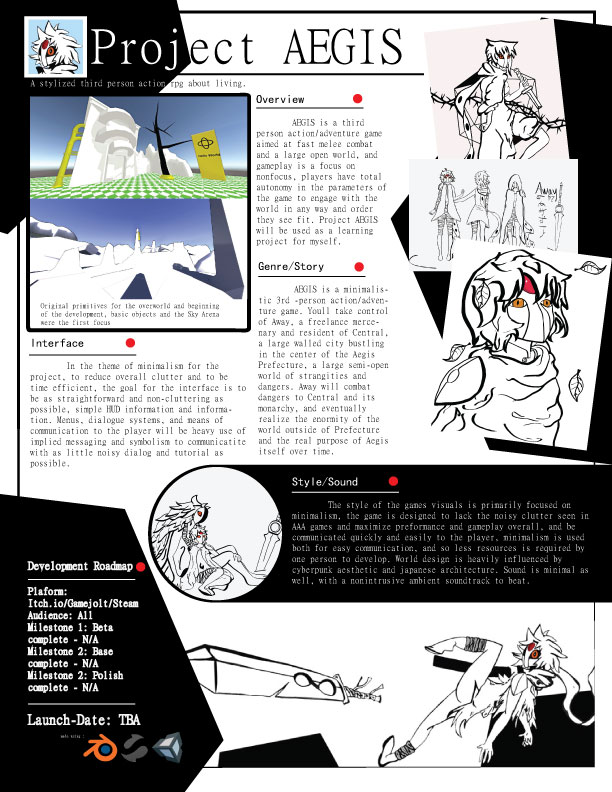 Project AEGIS
A stylized third person action rpg about living.
Original primitives for the overworld and beginning
of the development, basic objects and the Sky Arena
were the first focus
Interface
In the theme of minimalism for the
project, to reduce overall clutter and to be
time efficient, the goal for the interface is to
be as straightforward and non-cluttering as
possible, simple HUD information and informa-
tion. Menus, dialogue systems, and means of
communication to the player will be heavy use of
implied messaging and symbolism to communicatite
with as little noisy dialog and tutorial as
possible.
Overview
AEGIS is a third
person action/adventure game
aimed at fast melee combat
and a large open world, and
gameplay is a focus on
nonfocus, players have total
autonomy in the parameters of
the game to engage with the
world in any way and order
they see fit. Project AEGIS
will be used as a learning
project for myself.
Genre/Story
AEGIS is a minimalis-
tic 3rd -person action/adven-
ture game. Youll take control
of Away, a freelance merce-
nary and resident of Central,
a large walled city bustling
in the center of the Aegis
Prefecture, a large semi-open
world of strangities and
dangers. Away will combat
dangers to Central and its
monarchy, and eventually
realize the enormity of the
world outside of Prefecture
and the real purpose of Aegis
itself over time.
Away
Style/Sound
The style of the games visuals is primarily focused on
minimalism, the game is designed to lack the noisy clutter seen in
AAA games and maximize preformance and gameplay overall, and be
communicated quickly and easily to the player, minimalism is used
both for easy communication, and so less resources is required by
one person to develop. World design is heavily influenced by
cyberpunk aesthetic and japanese architecture. Sound is minimal as
well, with a nonintrusive ambient soundtrack to beat.
Development Roadmap
Plaform:
Itch.io/Gamejolt/Steam
Audience: All
Milestone 1: Beta
complete - N/A
Milestone 2: Base
complete - N/A
Milestone 2: Polish
complete - N/A
Launch-Date: TBA